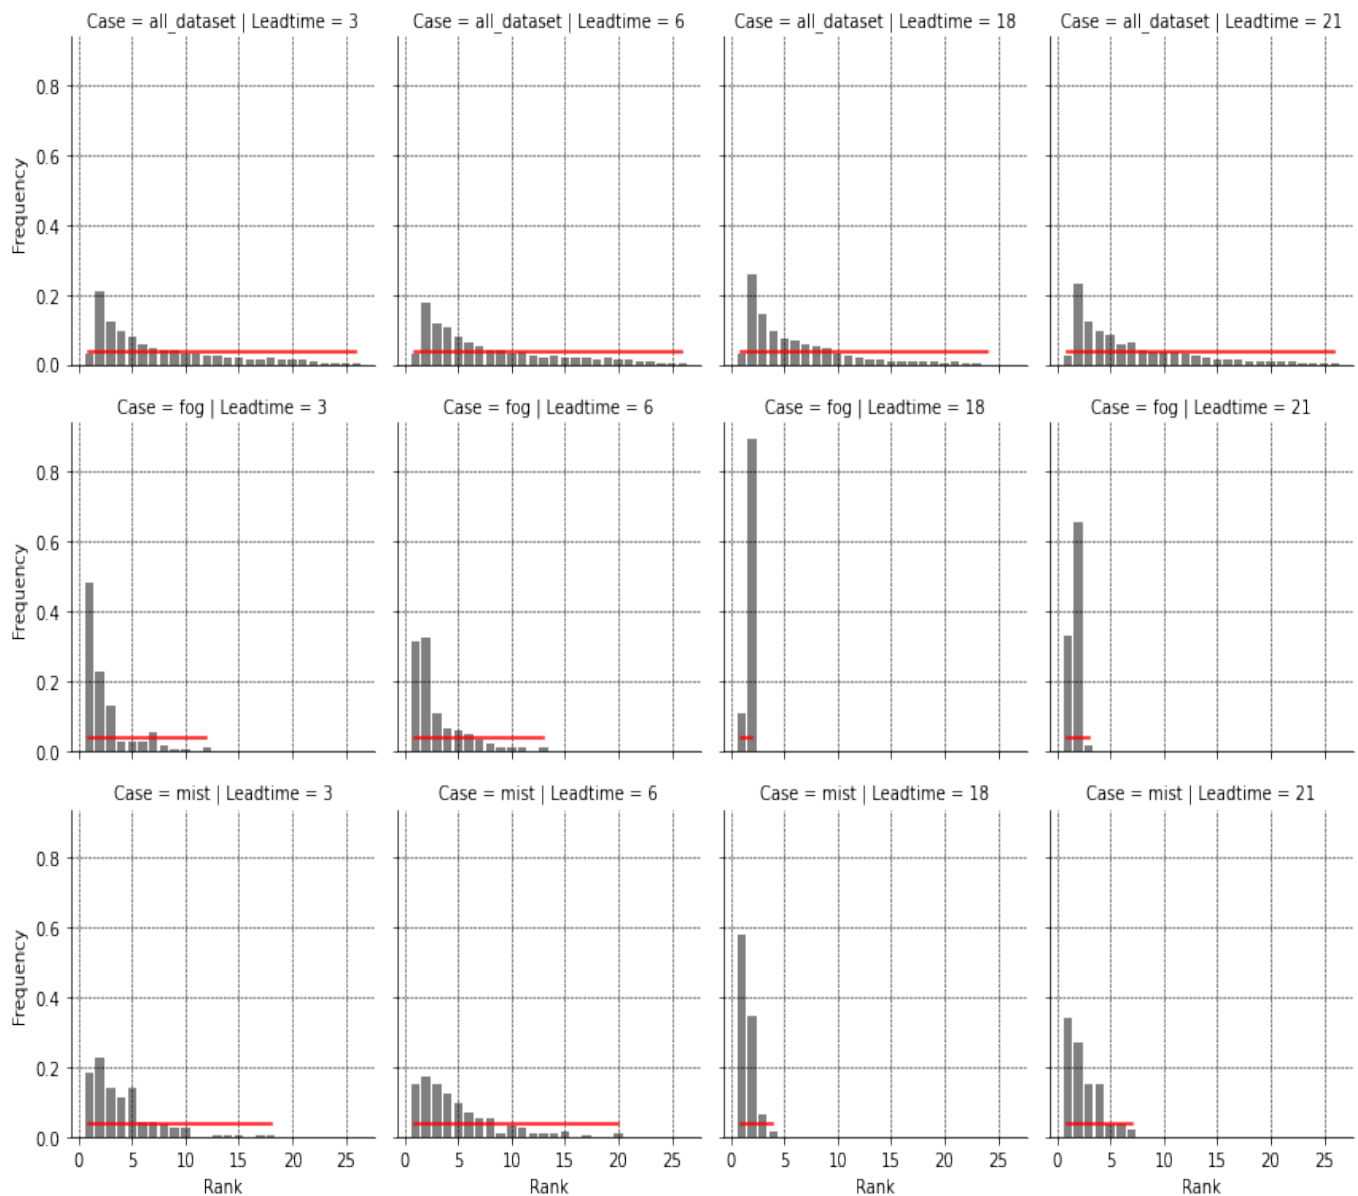 Case = all_dataset | Leadtime = 3 Case = all_dataset | Leadtime = 6 Case = all_dataset | Leadtime = 18 Case = all_dataset | Leadtime = 21
0.8
0.6
Frequency
0.4
0.2
0.0
Case = fog | Leadtime = 3 Case = fog | Leadtime = 6 Case = fog | Leadtime = 18 Case = fog | Leadtime = 21
0.8
0.6
Frequency
0.4
0.2
0.0
Case = mist | Leadtime = 3 Case = mist | Leadtime = 6 Case = mist | Leadtime = 18 Case = mist | Leadtime = 21
0.8
0.6
Frequency
0.4
0.2
0.0
0 5 10 15 20 25 0 5 10 15 20 25 0 5 10 15 20 25 0 5 10 15 20 25
Rank Rank Rank Rank